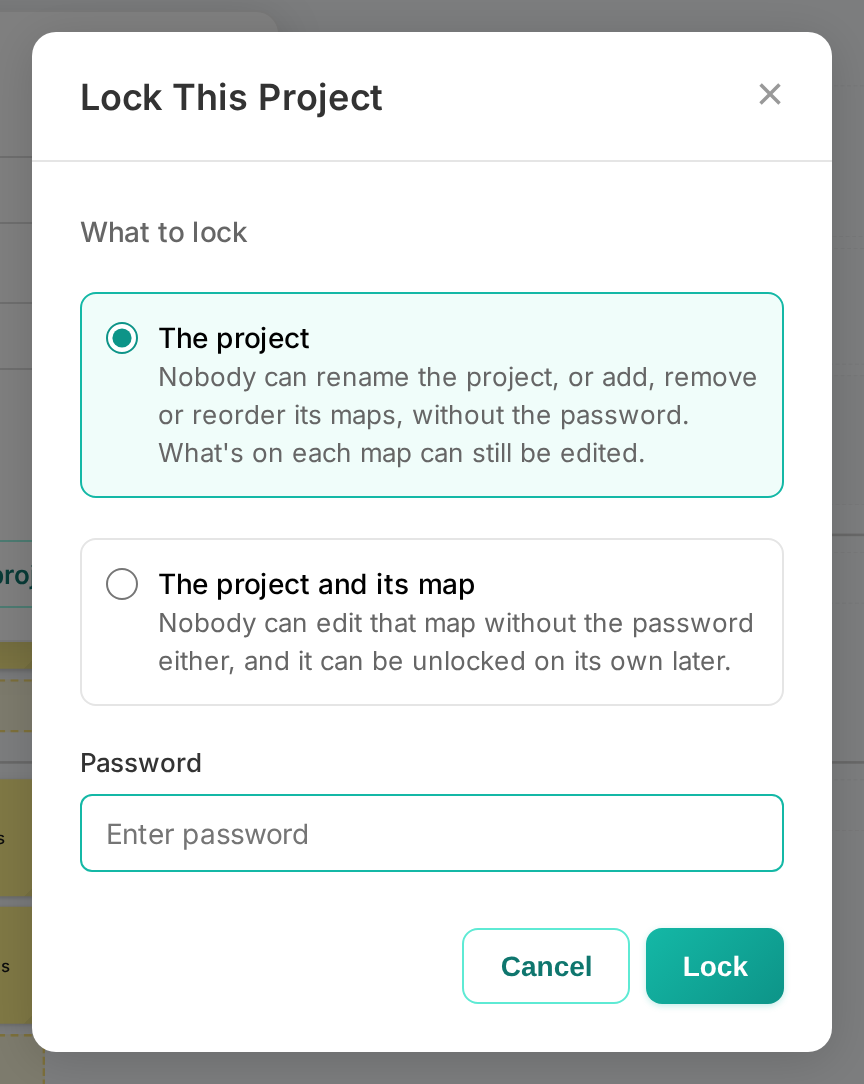 Lock This Project
What to lock
The project
Nobody can rename the project, or add, remove
or reorder its maps, without the password.
What's on each map can still be edited.
The project and its map
Nobody can edit that map without the password
either, and it can be unlocked on its own later.
Password
Enter password
Cancel
Lock